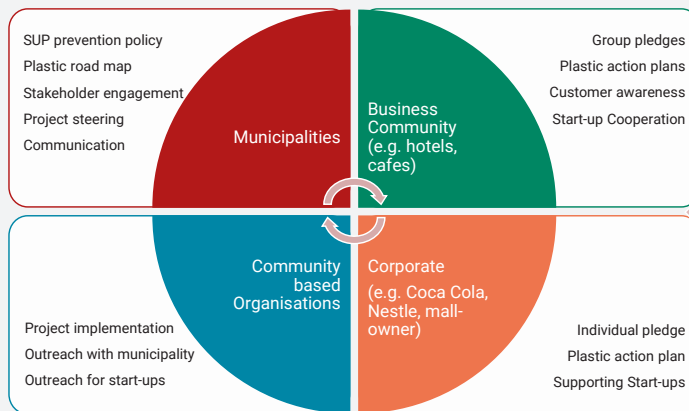 SUP prevention policy
Plastic road map
Stakeholder engagement
Project steering
Communication
Municipalities
Business
Community
(e.g. hotels,
cafes)
Group pledges
Plastic action plans
Customer awareness
Start-up Cooperation
Community
based
Organisations
Project implementation
Outreach with municipality
Outreach for start-ups
Corporate
(e.g. Coca Cola,
Nestle, mall-
owner)
Individual pledge
Plastic action plan
Supporting Start-ups